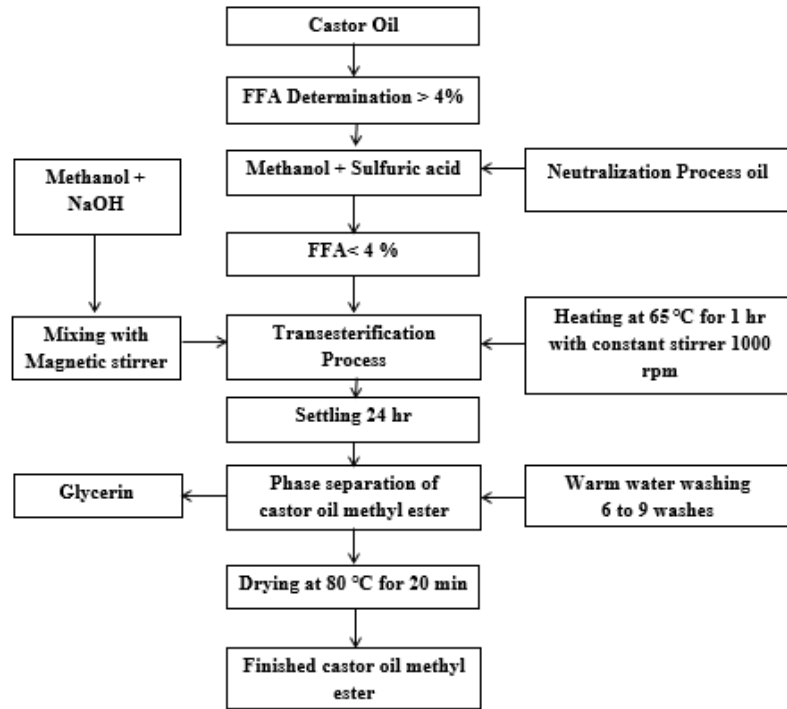 Castor Oil
FFA Determination > 4%
Methanol +
NaOH
Methanol + Sulfuric acid
Neutralization Process oil
FFA< 4 %
Mixing with
Magnetic stirrer
Transesterification
Process
Heating at 65 °C for 1 hr
with constant stirrer 1000
rpm
Settling 24 hr
Glycerin
Phase separation of
castor oil methyl ester
Warm water washing
6 to 9 washes
Drying at 80 °C for 20 min
Finished castor oil methyl
ester